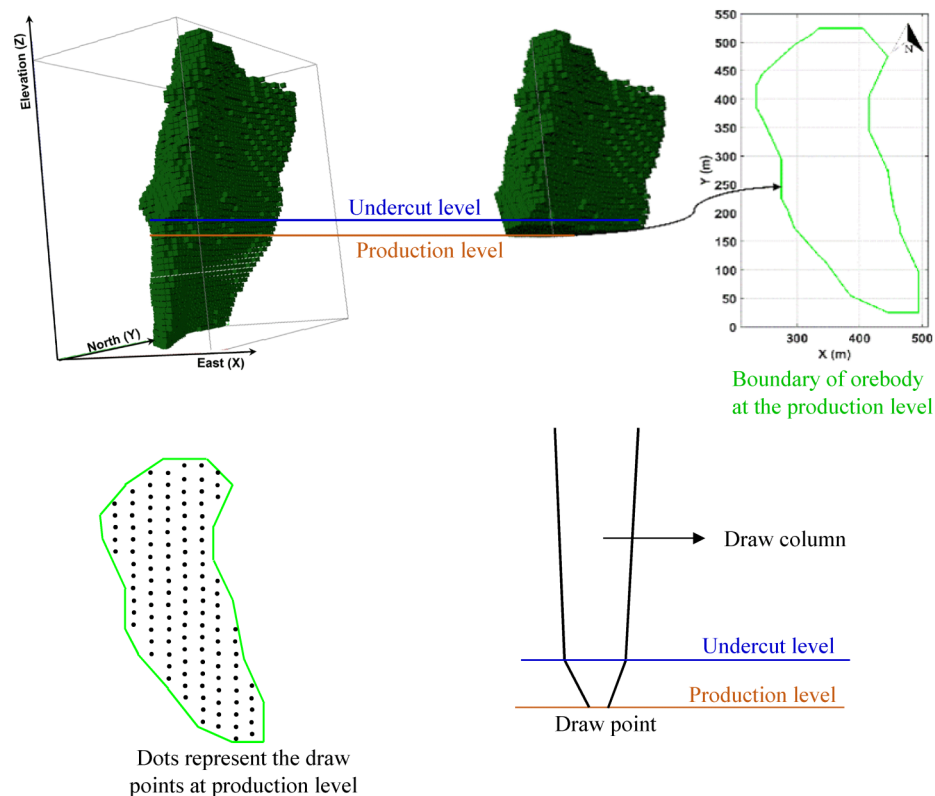 Elevation (Z)
North (Y)
East (X)
Undercut level
Production level
550
500
450
400
350
300
250
200
150
100
50
0
Y (m)
300
400
500
X (m)
N
Boundary of orebody
at the production level
Dots represent the draw
points at production level
Draw column
Undercut level
Production level
Draw point